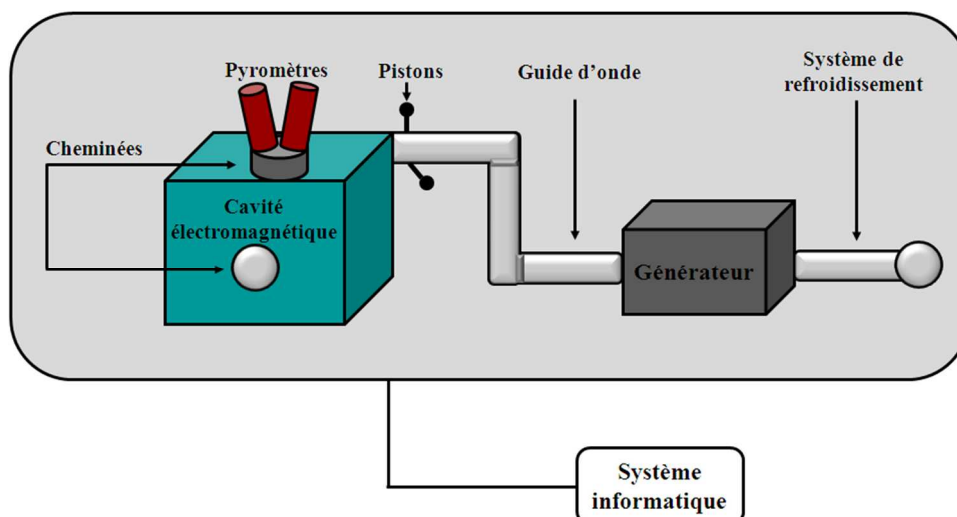 Pyromètres
Pistons
Guide d'onde
Système de
refroidissement
Cheminées
Cavité
électromagnétique
Générateur
Système
informatique